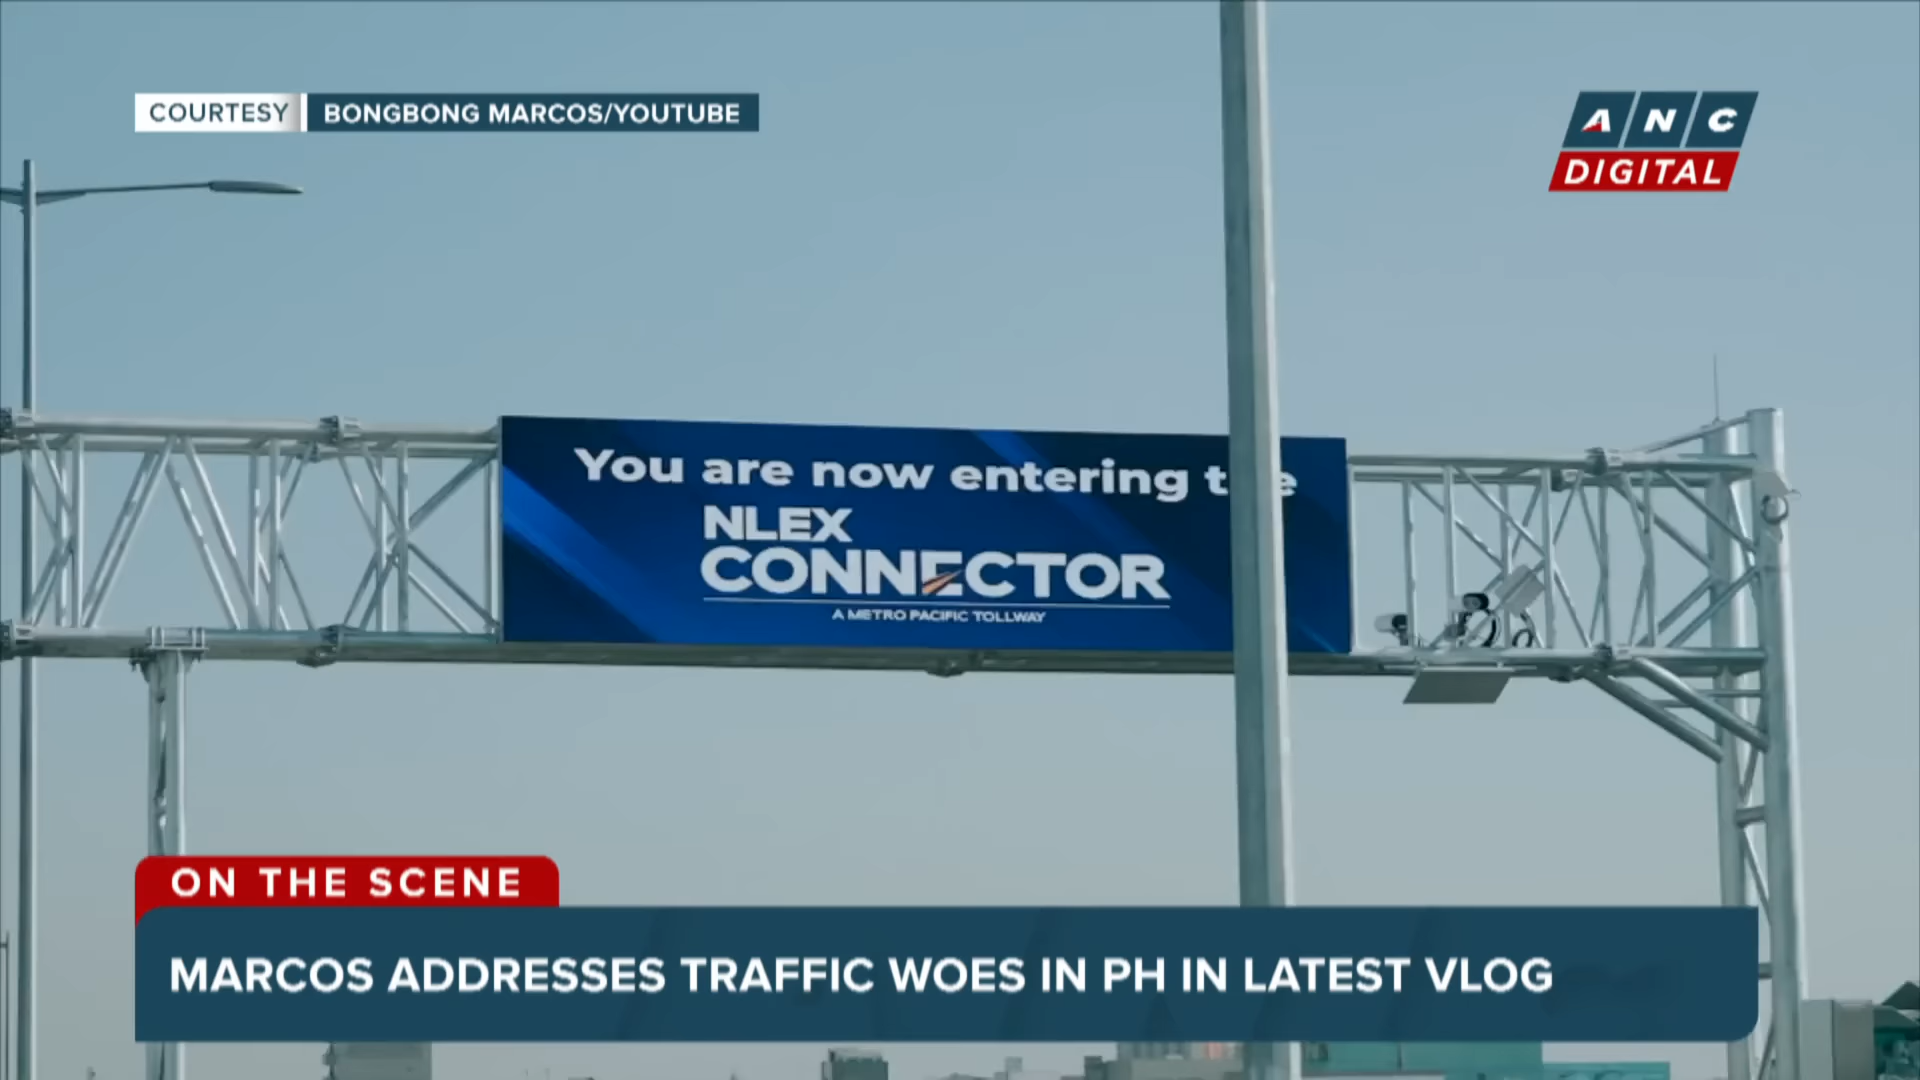 COURTESY BONGBONG MARCOS/YOUTUBE
ANC
DIGITAL
You are now entering t e
NLEX
CONNECTOR
A METRO PACIFIC TOLLWAY
ON THE SCENE
MARCOS ADDRESSES TRAFFIC WOES IN PH IN LATEST VLOG